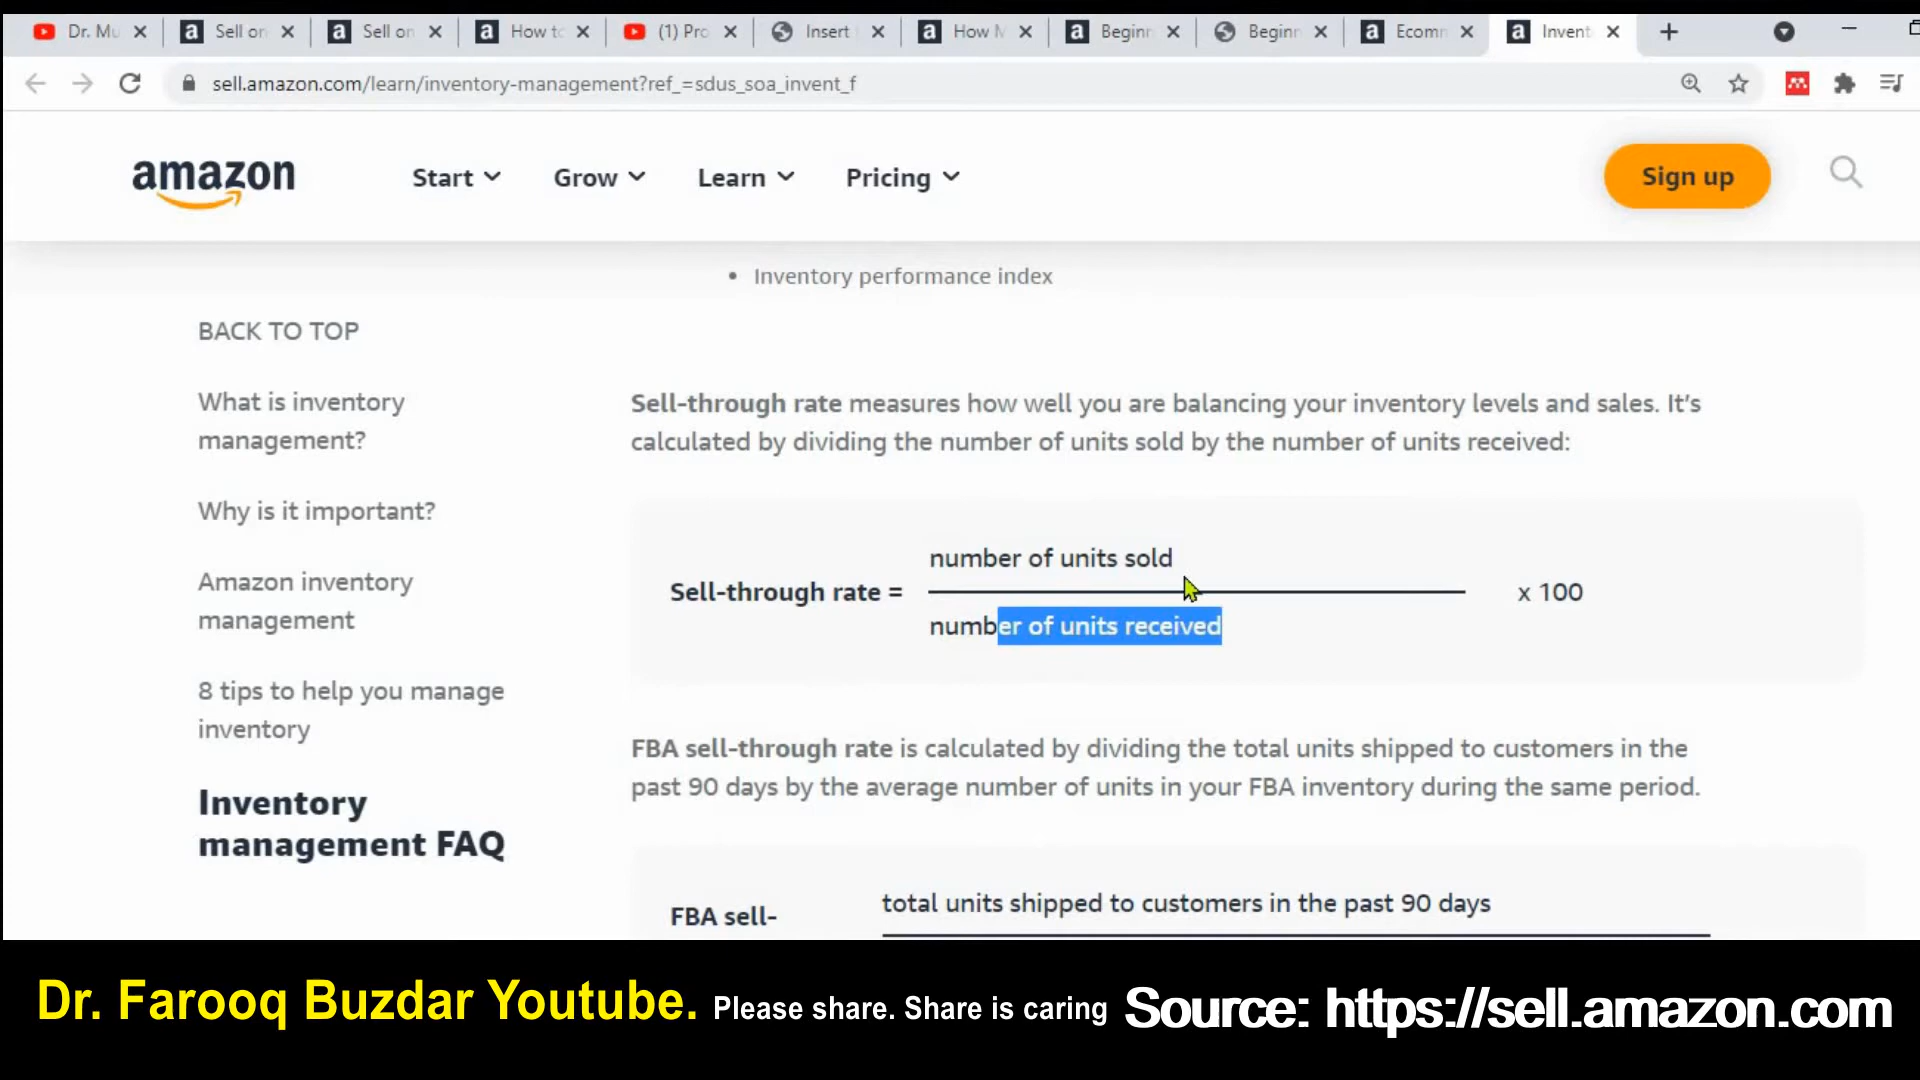 Dr. Mu
Sell on
Sell on
How to
(1) Pro
Insert
How M
Beginn
Beginn
Ecom
Invent
sell.amazon.com/learn/inventory-management?ref_=sdus_soa_invent_f
amazon
Start
Grow
Learn
Pricing
Sign up
• Inventory performance index
BACK TO TOP
What is inventory
management?
Why is it important?
Amazon inventory
management
8 tips to help you manage
inventory
Inventory
management FAQ
Sell-through rate measures how well you are balancing your inventory levels and sales. It's
calculated by dividing the number of units sold by the number of units received:
number of units sold
Sell-through rate =
x 100
number of units received
FBA sell-through rate is calculated by dividing the total units shipped to customers in the
past 90 days by the average number of units in your FBA inventory during the same period.
total units shipped to customers in the past 90 days
FBA sell-
Dr. Farooq Buzdar Youtube. Please share. Share is caring Source: https://sell.amazon.com